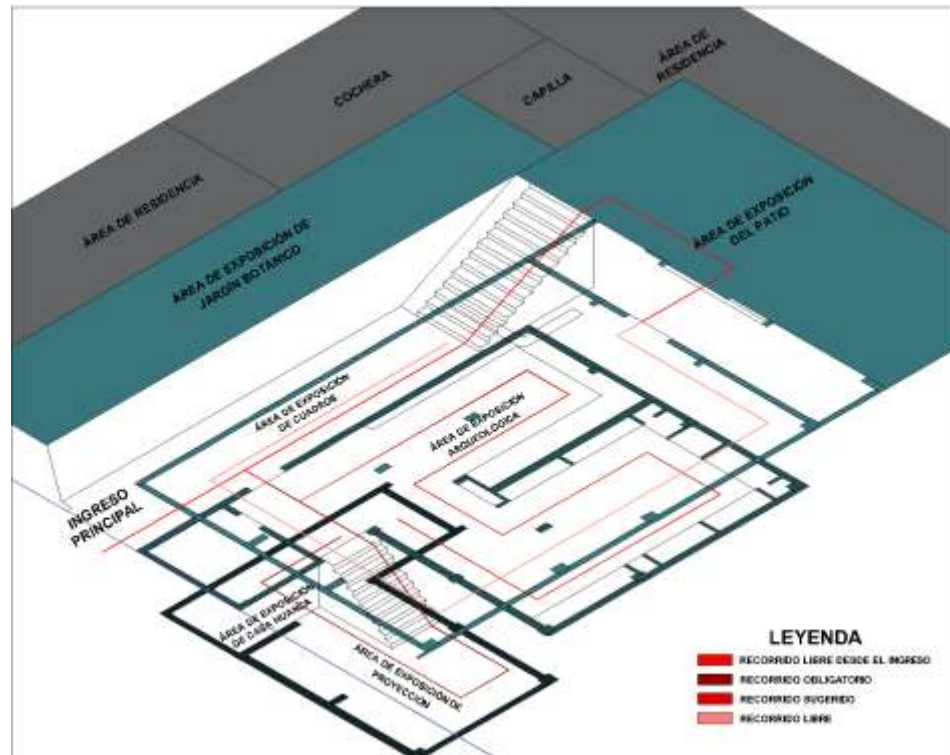 ÁREA DE
RESIDENCIA
COCHERA
CAPILLA
ÁREA DE RESIDENCIA
ÁREA DE EXPOSICIÓN DE
JARDÍN BOTANICO
ÁREA DE EXPOSICIÓN
DEL PATIO
ÁREA DE EXPOSICIÓN
DE CUADROS
ÁREA DE EXPOSICIÓN
ARQUEOLÓGICA
INGRESO
PRINCIPAL
ÁREA DE EXPOSICIÓN
DE CASA HUANCA
ÁREA DE EXPOSICIÓN DE
PROYECCIÓN
LEYENDA
RECORRIDO LIBRE DESDE EL INGRESO
RECORRIDO OBLIGATORIO
RECORRIDO SUGERIDO
RECORRIDO LIBRE